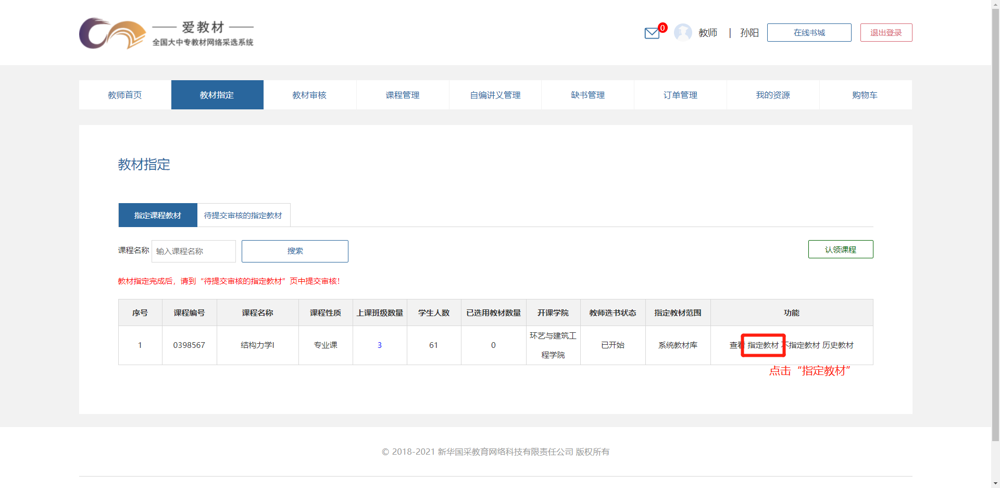 爱教材
全国大中专教材网络采选系统
0
教师 | 孙阳
在线书城
退出登录
教师首页
教材指定
教材审核
课程管理
自编讲义管理
缺书管理
订单管理
我的资源
购物车
教材指定
指定课程教材
待提交审核的指定教材
课程名称
输入课程名称
搜索
认领课程
教材指定完成后，请到“待提交审核的指定教材”页中提交审核！
序号 课程编号 课程名称 课程性质 上课班级数量 学生人数 已选用教材数量 开课学院 教师选书状态 指定教材范围 功能
1 0398567 结构力学I 专业课 3 61 0 环艺与建筑工 已开始 系统教材库 查看 指定教材 不指定教材 历史教材
程学院
点击“指定教材”
© 2018-2021 新华国采教育网络科技有限责任公司 版权所有